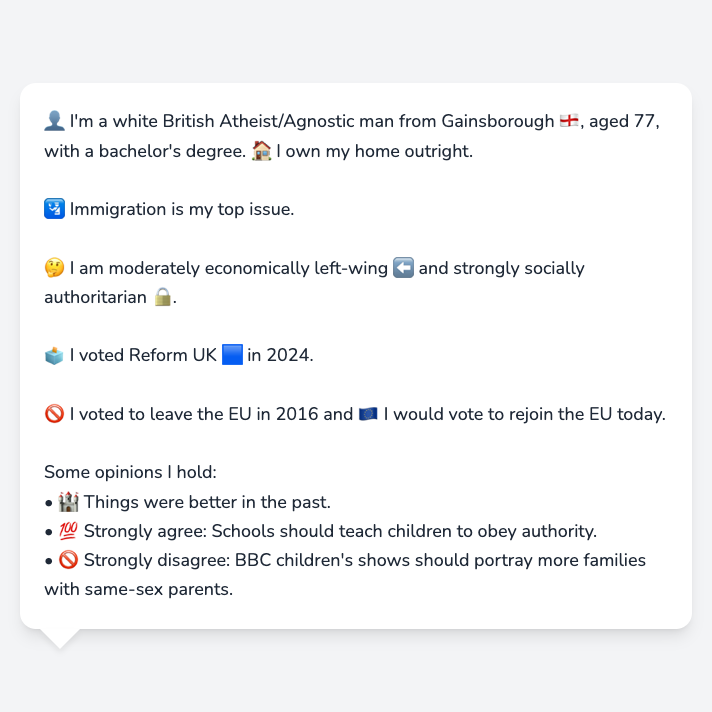 👤 I'm a white British Atheist/Agnostic man from Gainsborough 🏴󠁧󠁢󠁥󠁮󠁧󠁿, aged 77,
with a bachelor's degree. 🏠 I own my home outright.
🛂 Immigration is my top issue.
🤔 I am moderately economically left-wing ⬅️ and strongly socially
authoritarian 🔒.
🗳️ I voted Reform UK 🟦 in 2024.
🚫 I voted to leave the EU in 2016 and 🇪🇺 I would vote to rejoin the EU today.
Some opinions I hold:
• 🏰 Things were better in the past.
• 💯 Strongly agree: Schools should teach children to obey authority.
• 🚫 Strongly disagree: BBC children's shows should portray more families
with same-sex parents.